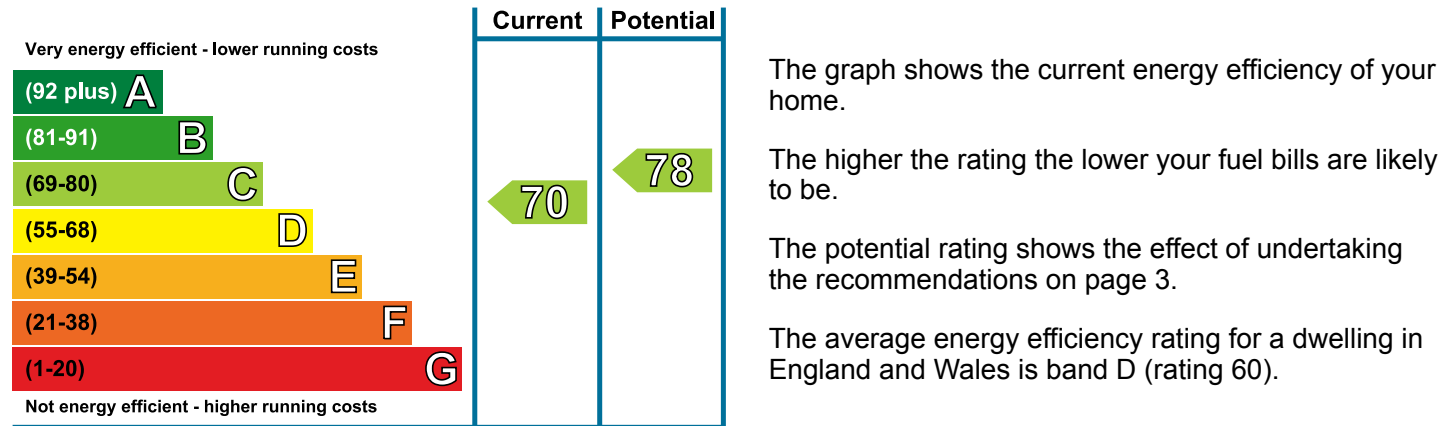 Current Potential
Very energy efficient - lower running costs
(92 plus) A
(81-91) B
(69-80) C
(55-68) D
(39-54) E
(21-38) F
(1-20) G
Not energy efficient - higher running costs
70
78
The graph shows the current energy efficiency of your
home.
The higher the rating the lower your fuel bills are likely
to be.
The potential rating shows the effect of undertaking
the recommendations on page 3.
The average energy efficiency rating for a dwelling in
England and Wales is band D (rating 60).